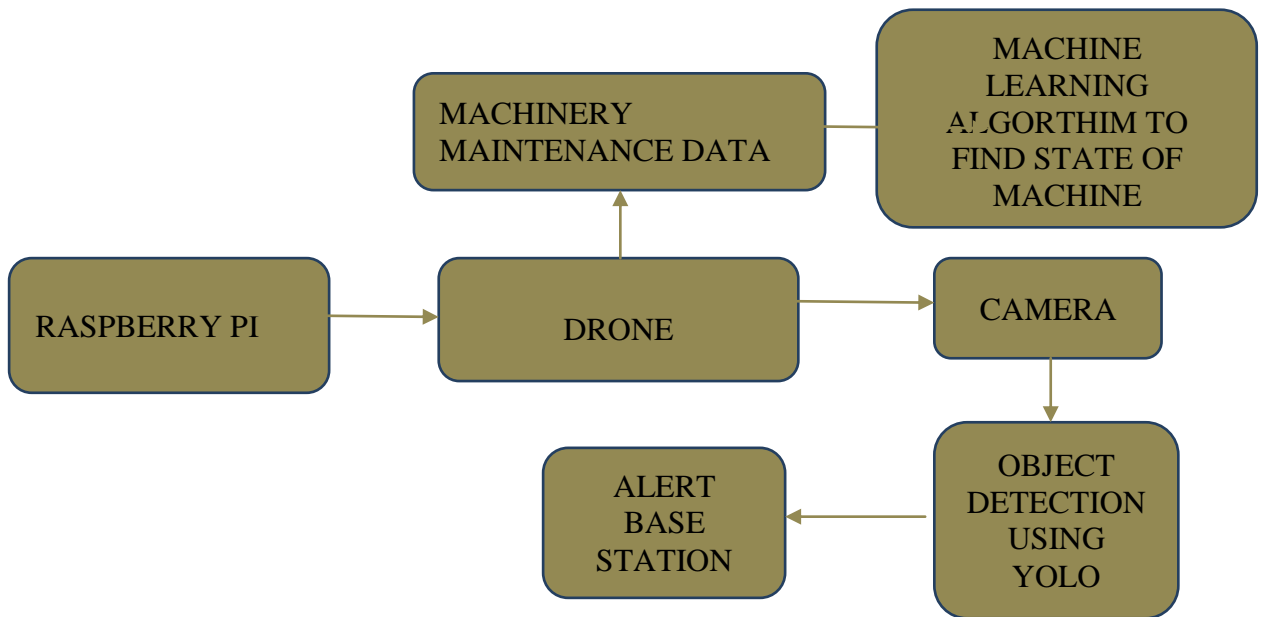 MACHINERY
MAINTENANCE DATA
MACHINE
LEARNING
ALGORTHIM TO
FIND STATE OF
MACHINE
RASPBERRY PI
DRONE
CAMERA
ALERT
BASE
STATION
OBJECT
DETECTION
USING
YOLO